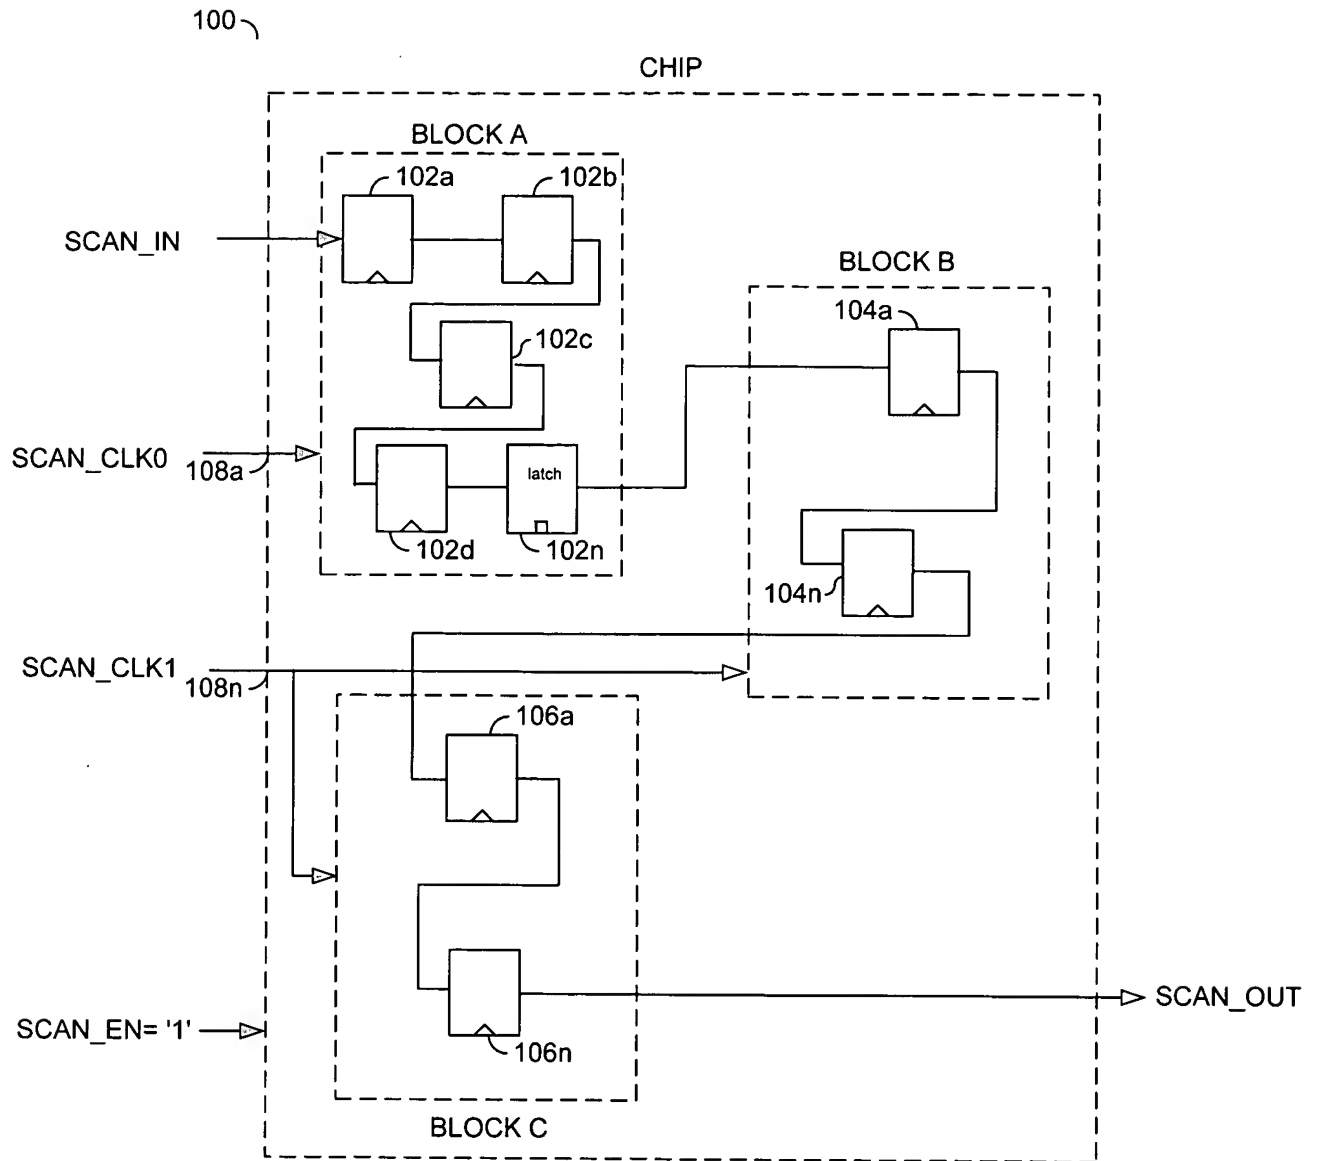 100
CHIP
BLOCK A
102a
102b
SCAN_IN
BLOCK B
104a
102c
SCAN_CLK0
108a
latch
102d
102n
104n
SCAN_CLK1
108n
106a
SCAN_OUT
SCAN_EN= '1'
106n
BLOCK C